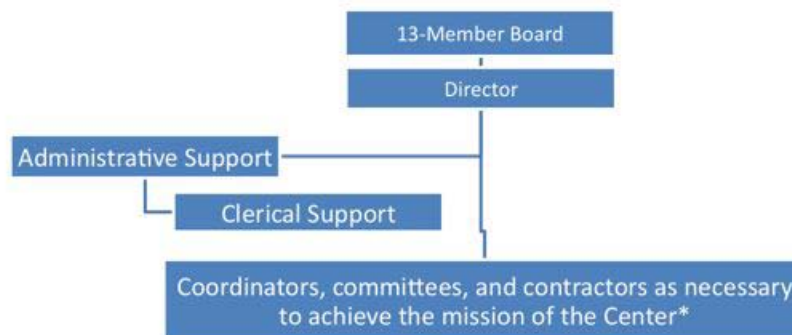 13-Member Board
Director
Administrative Support
Clerical Support
Coordinators, committees, and contractors as necessary
to achieve the mission of the Center*